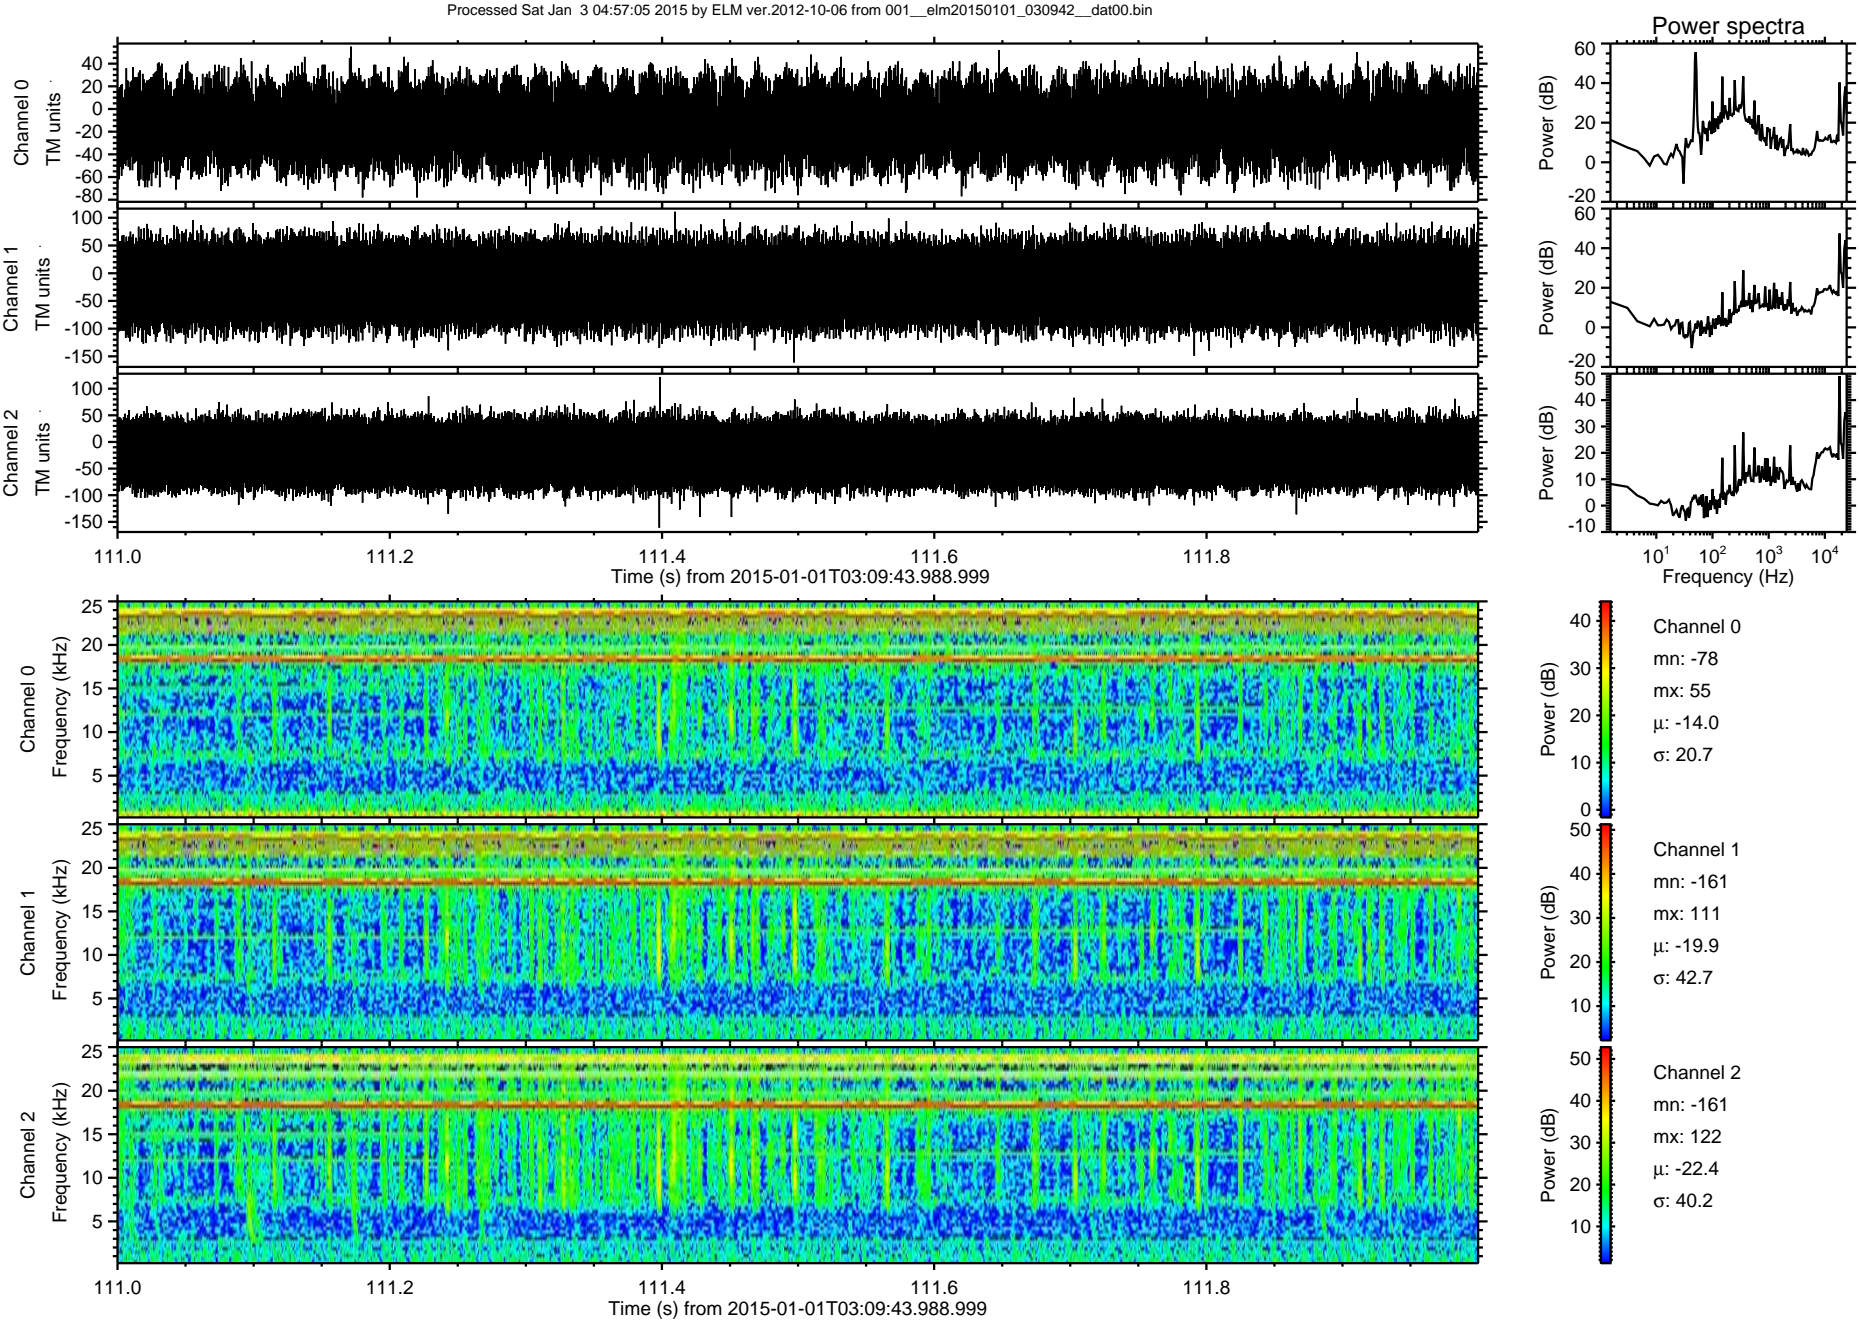 Processed Sat Jan  3 04:57:05 2015 by ELM ver.2012-10-06 from 001__elm20150101_030942__dat00.bin
Power spectra
Channel 0
TM units
40
20
0
-20
-40
-60
-80
Power (dB)
60
40
20
0
-20
Channel 1
TM units
100
50
0
-50
-100
-150
Power (dB)
60
40
20
0
-20
Channel 2
TM units
100
50
0
-50
-100
-150
Power (dB)
50
40
30
20
10
0
-10
111.0 111.2 111.4 111.6 111.8
Time (s) from 2015-01-01T03:09:43.988.999
10¹ 10² 10³ 10⁴
Frequency (Hz)
Channel 0
Frequency (kHz)
25
20
15
10
5
Power (dB)
40
30
20
10
0
Channel 0
mn: -78
mx: 55
μ: -14.0
σ: 20.7
Channel 1
Frequency (kHz)
25
20
15
10
5
Power (dB)
50
40
30
20
10
Channel 1
mn: -161
mx: 111
μ: -19.9
σ: 42.7
Channel 2
Frequency (kHz)
25
20
15
10
5
Power (dB)
50
40
30
20
10
Channel 2
mn: -161
mx: 122
μ: -22.4
σ: 40.2
111.0 111.2 111.4 111.6 111.8
Time (s) from 2015-01-01T03:09:43.988.999